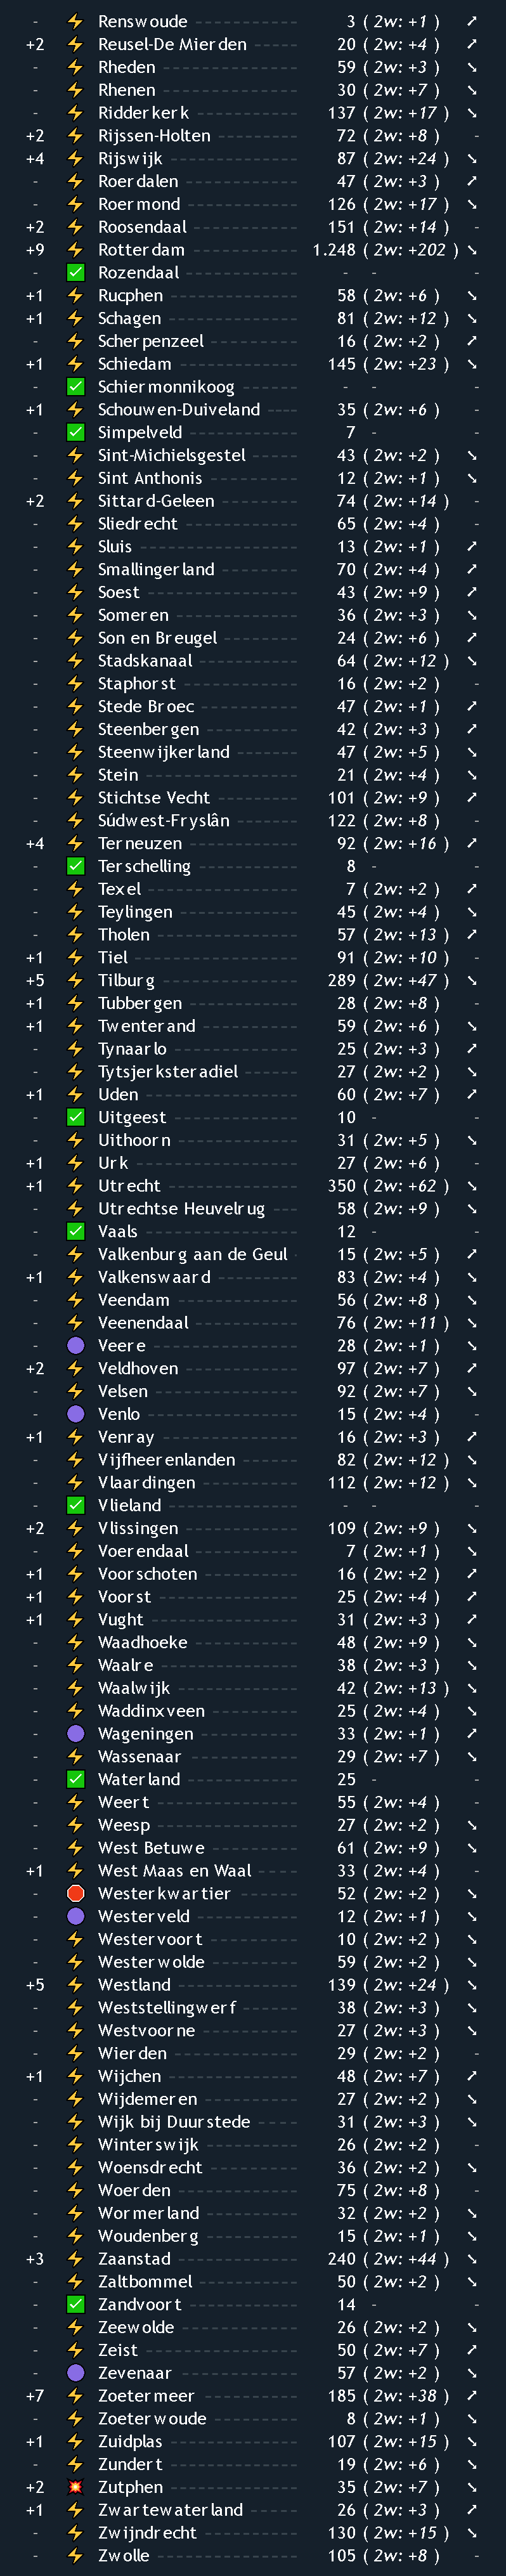 - ⚡ Renswoude 3 ( 2w: +1 ) ➚
+2 ⚡ Reusel-De Mierden 20 ( 2w: +4 ) ➚
- ⚡ Rheden 59 ( 2w: +3 ) ➘
- ⚡ Rhenen 30 ( 2w: +7 ) ➘
- ⚡ Ridderkerk 137 ( 2w: +17 ) ➘
+2 ⚡ Rijssen-Holten 72 ( 2w: +8 ) -
+4 ⚡ Rijswijk 87 ( 2w: +24 ) ➘
- ⚡ Roerdalen 47 ( 2w: +3 ) ➚
- ⚡ Roermond 126 ( 2w: +17 ) ➘
+2 ⚡ Roosendaal 151 ( 2w: +14 ) -
+9 ⚡ Rotterdam 1.248 ( 2w: +202 ) ➘
- ✅ Rozendaal - - -
+1 ⚡ Rucphen 58 ( 2w: +6 ) ➘
+1 ⚡ Schagen 81 ( 2w: +12 ) ➘
- ⚡ Scherpenzeel 16 ( 2w: +2 ) ➚
+1 ⚡ Schiedam 145 ( 2w: +23 ) ➘
- ✅ Schiermonnikoog - - -
+1 ⚡ Schouwen-Duiveland 35 ( 2w: +6 ) -
- ✅ Simpelveld 7 - -
- ⚡ Sint-Michielsgestel 43 ( 2w: +2 ) ➘
- ⚡ Sint Anthonis 12 ( 2w: +1 ) ➘
+2 ⚡ Sittard-Geleen 74 ( 2w: +14 ) -
- ⚡ Sliedrecht 65 ( 2w: +4 ) -
- ⚡ Sluis 13 ( 2w: +1 ) ➚
- ⚡ Smallingerland 70 ( 2w: +4 ) ➚
- ⚡ Soest 43 ( 2w: +9 ) ➚
- ⚡ Someren 36 ( 2w: +3 ) ➘
- ⚡ Son en Breugel 24 ( 2w: +6 ) ➚
- ⚡ Stadskanaal 64 ( 2w: +12 ) ➘
- ⚡ Staphorst 16 ( 2w: +2 ) -
- ⚡ Stede Broec 47 ( 2w: +1 ) ➚
- ⚡ Steenbergen 42 ( 2w: +3 ) ➚
- ⚡ Steenwijkerland 47 ( 2w: +5 ) ➘
- ⚡ Stein 21 ( 2w: +4 ) ➘
- ⚡ Stichtse Vecht 101 ( 2w: +9 ) ➚
- ⚡ Súdwest-Fryslân 122 ( 2w: +8 ) -
+4 ⚡ Terneuzen 92 ( 2w: +16 ) ➚
- ✅ Terschelling 8 - -
- ⚡ Texel 7 ( 2w: +2 ) ➚
- ⚡ Teylingen 45 ( 2w: +4 ) ➘
- ⚡ Tholen 57 ( 2w: +13 ) ➚
+1 ⚡ Tiel 91 ( 2w: +10 ) -
+5 ⚡ Tilburg 289 ( 2w: +47 ) ➘
+1 ⚡ Tubbergen 28 ( 2w: +8 ) -
+1 ⚡ Twenterand 59 ( 2w: +6 ) ➘
- ⚡ Tynaarlo 25 ( 2w: +3 ) ➚
- ⚡ Tytsjerksteradiel 27 ( 2w: +2 ) ➘
+1 ⚡ Uden 60 ( 2w: +7 ) ➚
- ✅ Uitgeest 10 - -
- ⚡ Uithoorn 31 ( 2w: +5 ) ➘
+1 ⚡ Urk 27 ( 2w: +6 ) -
+1 ⚡ Utrecht 350 ( 2w: +62 ) ➘
- ⚡ Utrechtse Heuvelrug 58 ( 2w: +9 ) ➘
- ✅ Vaals 12 - -
- ⚡ Valkenburg aan de Geul 15 ( 2w: +5 ) ➚
+1 ⚡ Valkenswaard 83 ( 2w: +4 ) ➘
- ⚡ Veendam 56 ( 2w: +8 ) ➘
- ⚡ Veenendaal 76 ( 2w: +11 ) ➘
- 🟣 Veere 28 ( 2w: +1 ) ➘
+2 ⚡ Veldhoven 97 ( 2w: +7 ) ➚
- ⚡ Velsen 92 ( 2w: +7 ) ➘
- 🟣 Venlo 15 ( 2w: +4 ) -
+1 ⚡ Venray 16 ( 2w: +3 ) ➚
- ⚡ Vijfheerenlanden 82 ( 2w: +12 ) ➘
- ⚡ Vlaardingen 112 ( 2w: +12 ) ➘
- ✅ Vlieland - - -
+2 ⚡ Vlissingen 109 ( 2w: +9 ) ➘
- ⚡ Voerendaal 7 ( 2w: +1 ) ➘
+1 ⚡ Voorschoten 16 ( 2w: +2 ) ➚
+1 ⚡ Voorst 25 ( 2w: +4 ) ➚
+1 ⚡ Vught 31 ( 2w: +3 ) ➚
- ⚡ Waadhoeke 48 ( 2w: +9 ) ➘
- ⚡ Waalre 38 ( 2w: +3 ) ➘
- ⚡ Waalwijk 42 ( 2w: +13 ) ➘
- ⚡ Waddinxveen 25 ( 2w: +4 ) ➘
- 🟣 Wageningen 33 ( 2w: +1 ) ➚
- ⚡ Wassenaar 29 ( 2w: +7 ) ➘
- ✅ Waterland 25 - -
- ⚡ Weert 55 ( 2w: +4 ) -
- ⚡ Weesp 27 ( 2w: +2 ) ➘
- ⚡ West Betuwe 61 ( 2w: +9 ) ➘
+1 ⚡ West Maas en Waal 33 ( 2w: +4 ) -
- 🛑 Westerkwartier 52 ( 2w: +2 ) ➘
- 🟣 Westerveld 12 ( 2w: +1 ) ➘
- ⚡ Westervoort 10 ( 2w: +2 ) ➘
- ⚡ Westerwolde 59 ( 2w: +2 ) ➘
+5 ⚡ Westland 139 ( 2w: +24 ) ➘
- ⚡ Weststellingwerf 38 ( 2w: +3 ) ➘
- ⚡ Westvoorne 27 ( 2w: +3 ) ➘
- ⚡ Wierden 29 ( 2w: +2 ) -
+1 ⚡ Wijchen 48 ( 2w: +7 ) ➚
- ⚡ Wijdemeren 27 ( 2w: +2 ) ➘
- ⚡ Wijk bij Duurstede 31 ( 2w: +3 ) ➘
- ⚡ Winterswijk 26 ( 2w: +2 ) -
- ⚡ Woensdrecht 36 ( 2w: +2 ) ➘
- ⚡ Woerden 75 ( 2w: +8 ) -
- ⚡ Wormerland 32 ( 2w: +2 ) ➘
- ⚡ Woudenberg 15 ( 2w: +1 ) ➘
+3 ⚡ Zaanstad 240 ( 2w: +44 ) ➘
- ⚡ Zaltbommel 50 ( 2w: +2 ) ➘
- ✅ Zandvoort 14 - -
- ⚡ Zeewolde 26 ( 2w: +2 ) ➘
- ⚡ Zeist 50 ( 2w: +7 ) ➚
- 🟣 Zevenaar 57 ( 2w: +2 ) ➘
+7 ⚡ Zoetermeer 185 ( 2w: +38 ) ➚
- ⚡ Zoeterwoude 8 ( 2w: +1 ) ➘
+1 ⚡ Zuidplas 107 ( 2w: +15 ) ➘
- ⚡ Zundert 19 ( 2w: +6 ) ➘
+2 💥 Zutphen 35 ( 2w: +7 ) ➘
+1 ⚡ Zwartewaterland 26 ( 2w: +3 ) ➚
- ⚡ Zwijndrecht 130 ( 2w: +15 ) ➘
- ⚡ Zwolle 105 ( 2w: +8 ) -